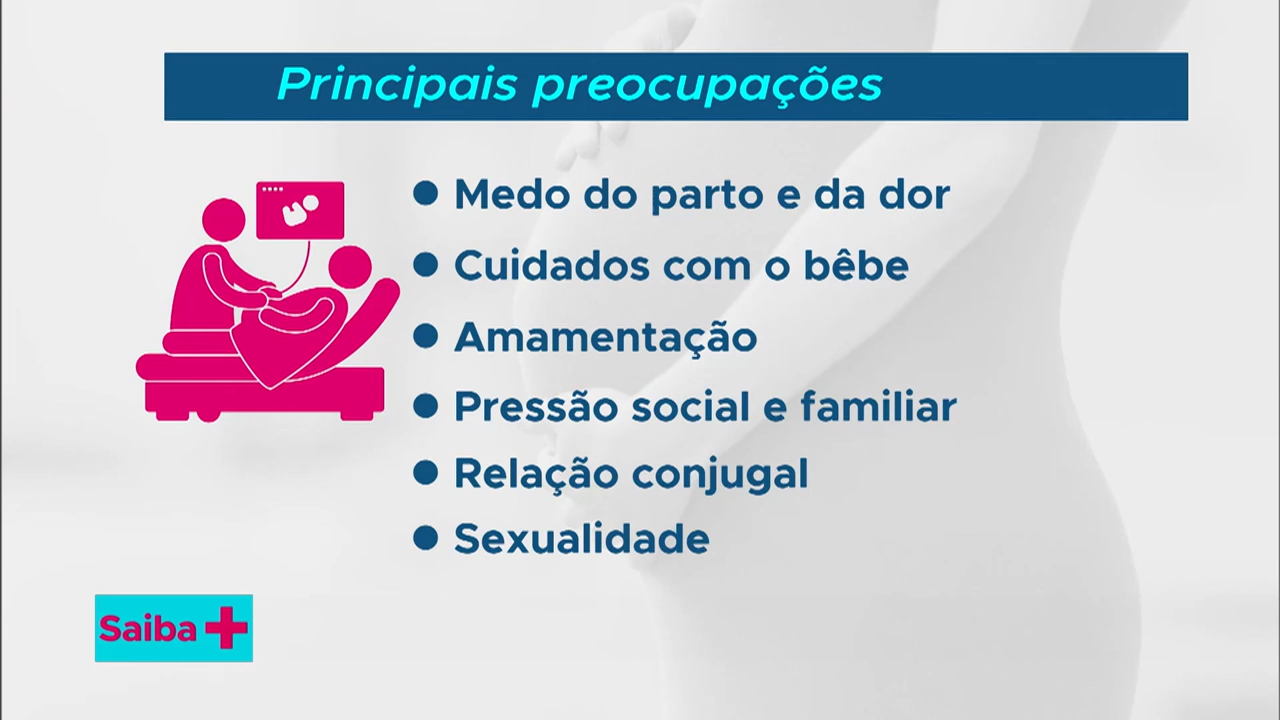 Principais preocupações
● Medo do parto e da dor
● Cuidados com o bêbe
● Amamentação
● Pressão social e familiar
● Relação conjugal
● Sexualidade
Saiba +